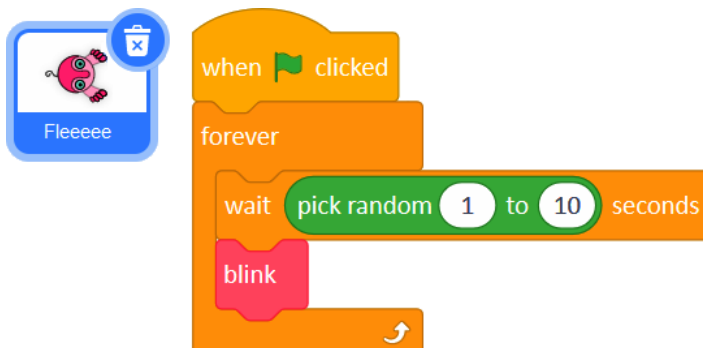 Fleeeee
when clicked
forever
wait pick random 1 to 10 seconds
blink